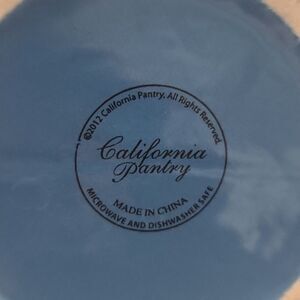 ©2012 California Pantry. All Rights Reserved.
California
Pantry
MADE IN CHINA
MICROWAVE AND DISHWASHER SAFE